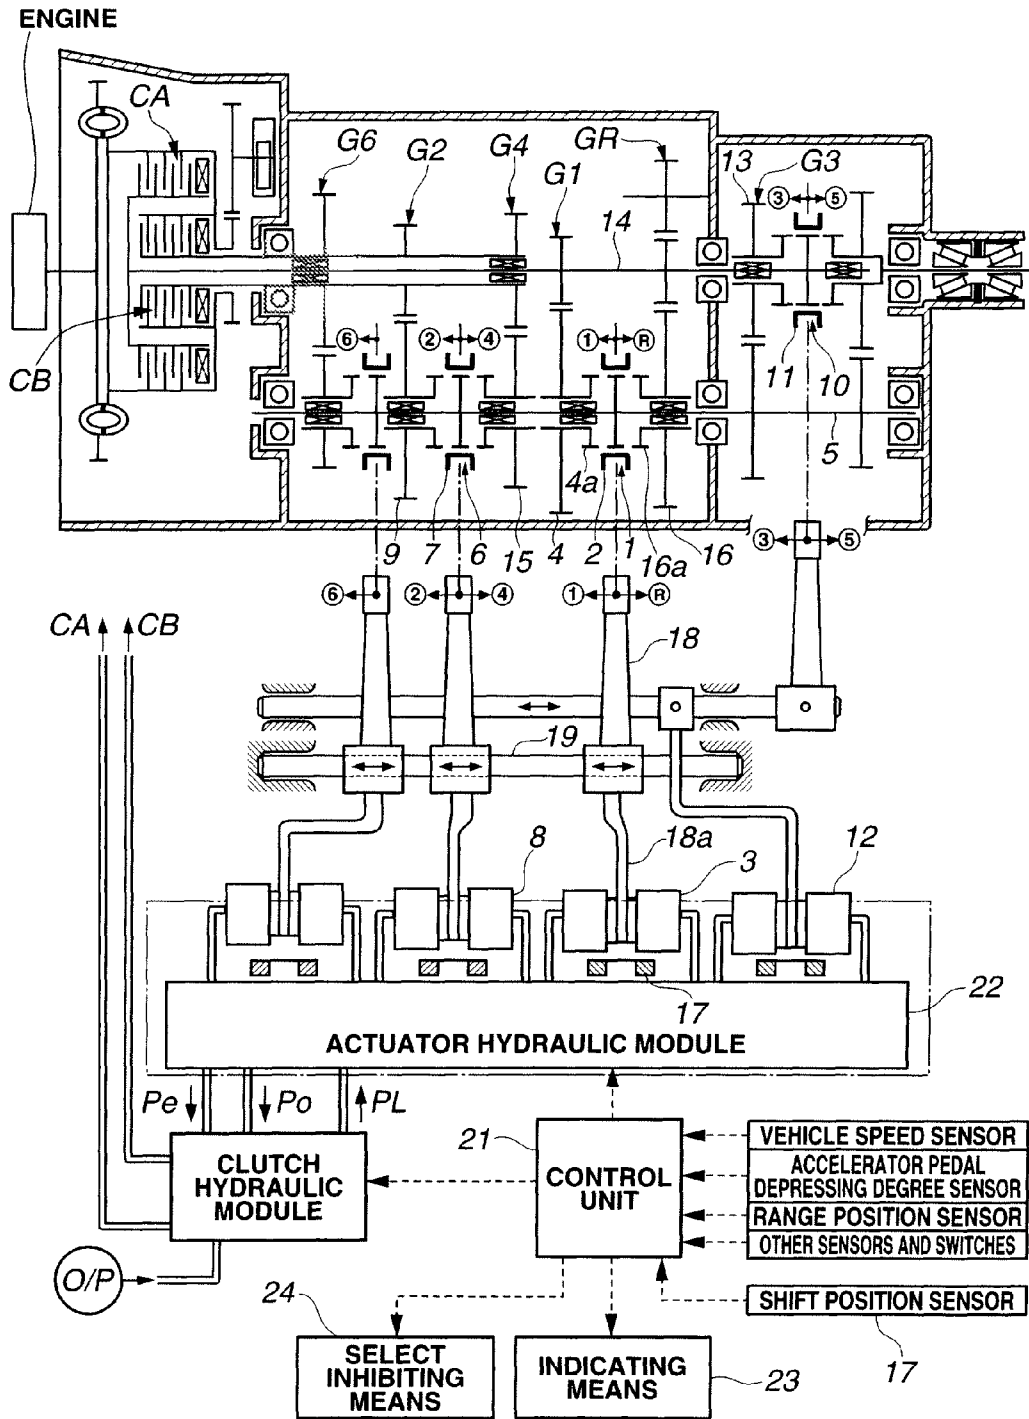 ENGINE
CA
G6
G2
G4
G1
GR
13
G3
③ ⑤
14
CB
⑥
② ④
① Ⓡ
11
10
5
4a
9
7
6
15
4
2
1
16a
16
③ ⑤
⑥
② ④
① Ⓡ
CA
CB
18
19
18a
8
3
12
17
22
ACTUATOR HYDRAULIC MODULE
Pe
Po
PL
21
CLUTCH
HYDRAULIC
MODULE
CONTROL
UNIT
VEHICLE SPEED SENSOR
ACCELERATOR PEDAL
DEPRESSING DEGREE SENSOR
RANGE POSITION SENSOR
OTHER SENSORS AND SWITCHES
O/P
24
SHIFT POSITION SENSOR
SELECT
INHIBITING
MEANS
INDICATING
MEANS
23
17